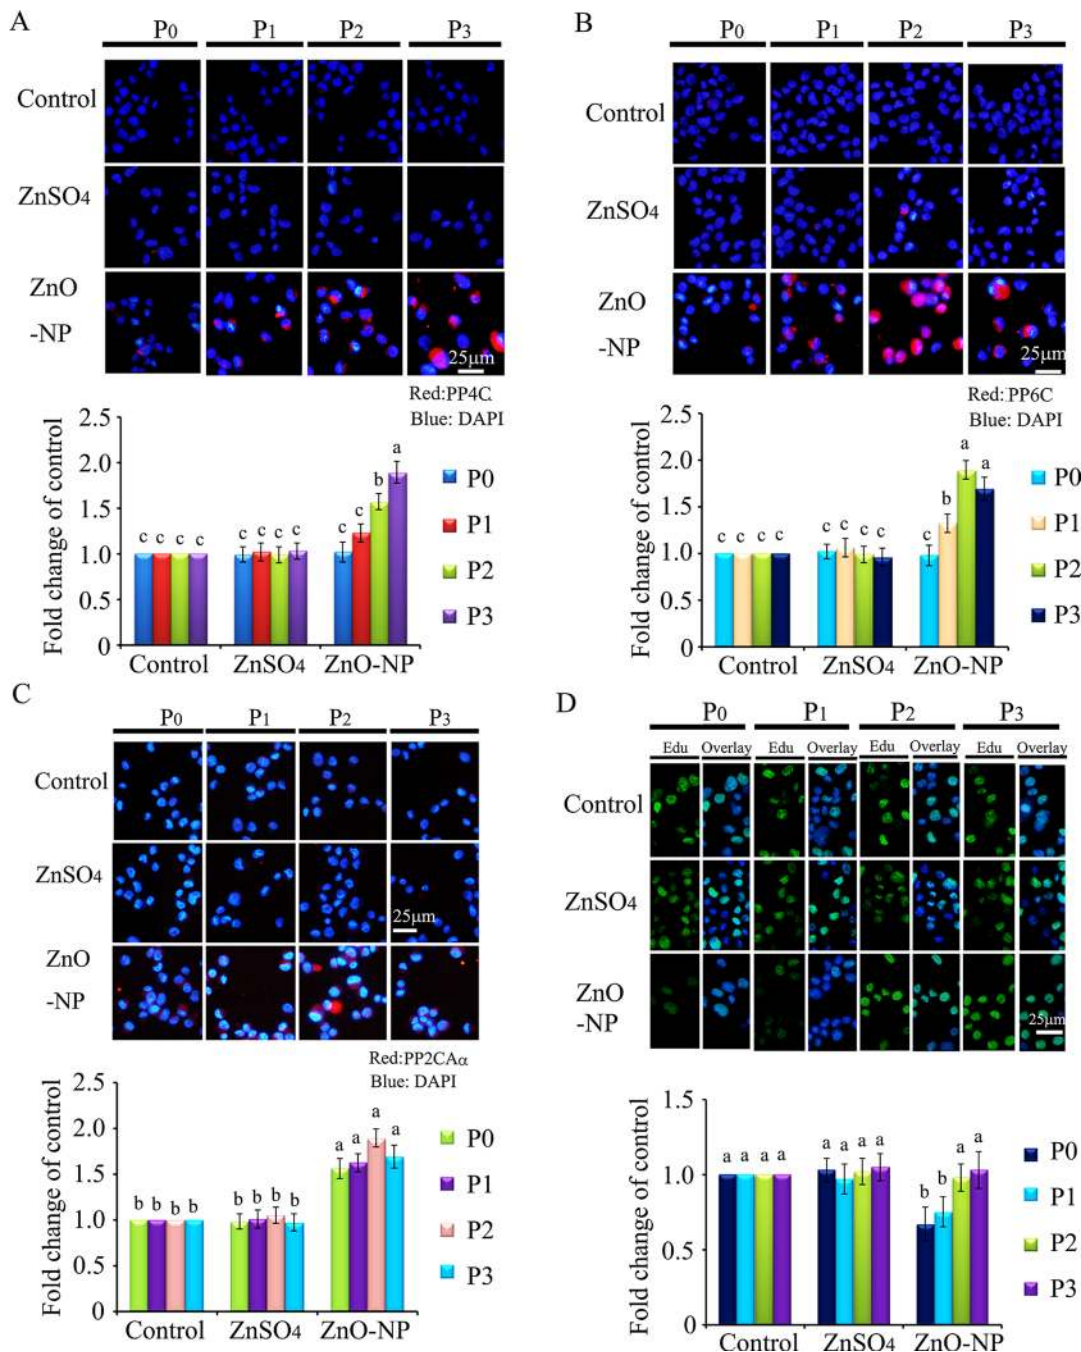 A
P0 P1 P2 P3
Control
ZnSO4
ZnO
-NP
25μm
Red:PP4C
Blue: DAPI
Fold change of control
2.5
2.0
1.5
1.0
0.5
0
c c c c
c c c c
c c b a
Control ZnSO4 ZnO-NP
P0
P1
P2
P3
B
P0 P1 P2 P3
Control
ZnSO4
ZnO
-NP
25μm
Red: PP6C
Blue: DAPI
Fold change of control
2.5
2.0
1.5
1.0
0.5
0
c c c c
c c c c
c b a a
Control ZnSO4 ZnO-NP
P0
P1
P2
P3
C
P0 P1 P2 P3
Control
ZnSO4
25μm
ZnO
-NP
Red:PP2CAα
Blue: DAPI
Fold change of control
2.5
2.0
1.5
1.0
0.5
0
b b b b
b b b b
a a a a
Control ZnSO4 ZnO-NP
P0
P1
P2
P3
D
P0 P1 P2 P3
Edu Overlay Edu Overlay Edu Overlay Edu Overlay
Control
ZnSO4
ZnO
-NP
25μm
Fold change of control
1.5
1.0
0.5
0
a a a a
a a a a
b b a a
Control ZnSO4 ZnO-NP
P0
P1
P2
P3